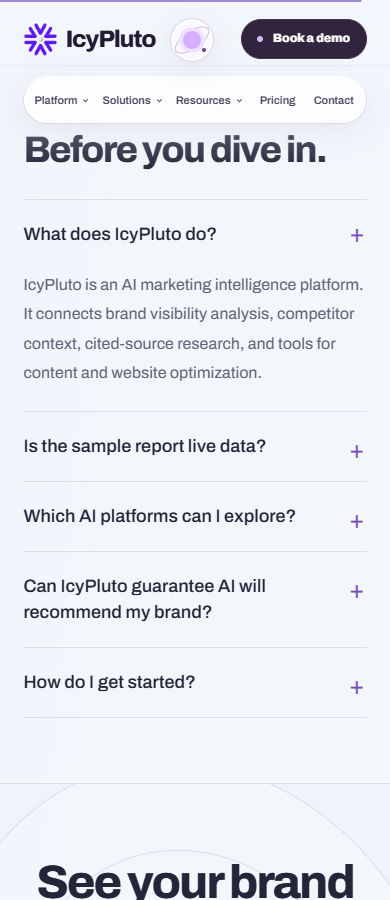 IcyPluto
Book a demo
Platform
Solutions
Resources
Pricing
Contact
Before you dive in.
What does IcyPluto do?
IcyPluto is an AI marketing intelligence platform.
It connects brand visibility analysis, competitor
context, cited-source research, and tools for
content and website optimization.
Is the sample report live data?
Which AI platforms can I explore?
Can IcyPluto guarantee AI will
recommend my brand?
How do I get started?
See your brand